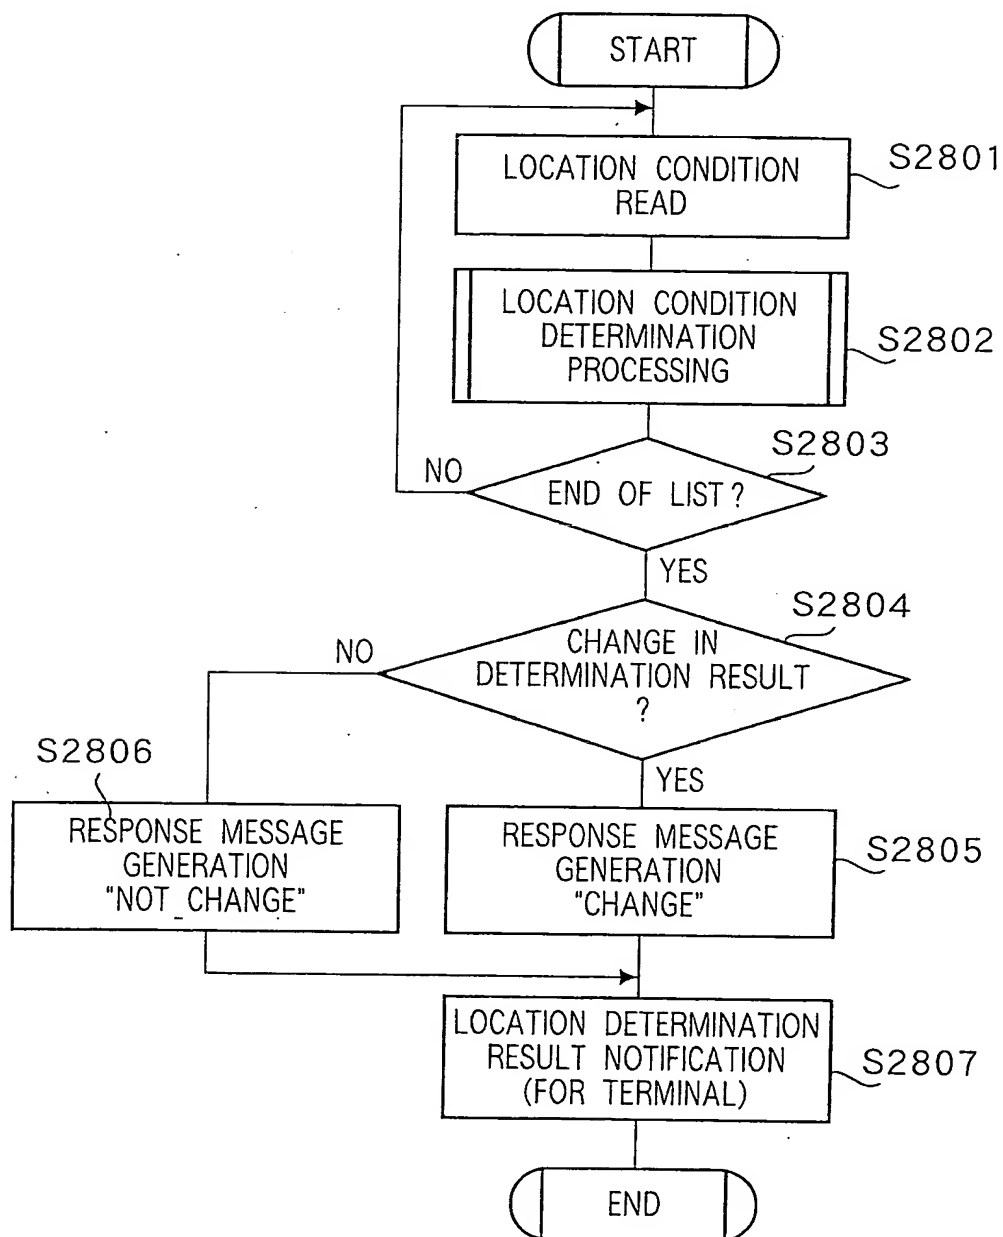 START
LOCATION CONDITION
READ
S2801
LOCATION CONDITION
DETERMINATION
PROCESSING
S2802
END OF LIST?
S2803
NO
YES
CHANGE IN
DETERMINATION RESULT
?
S2804
NO
YES
S2806
RESPONSE MESSAGE
GENERATION
"NOT_CHANGE"
RESPONSE MESSAGE
GENERATION
"CHANGE"
S2805
LOCATION DETERMINATION
RESULT NOTIFICATION
(FOR TERMINAL)
S2807
END